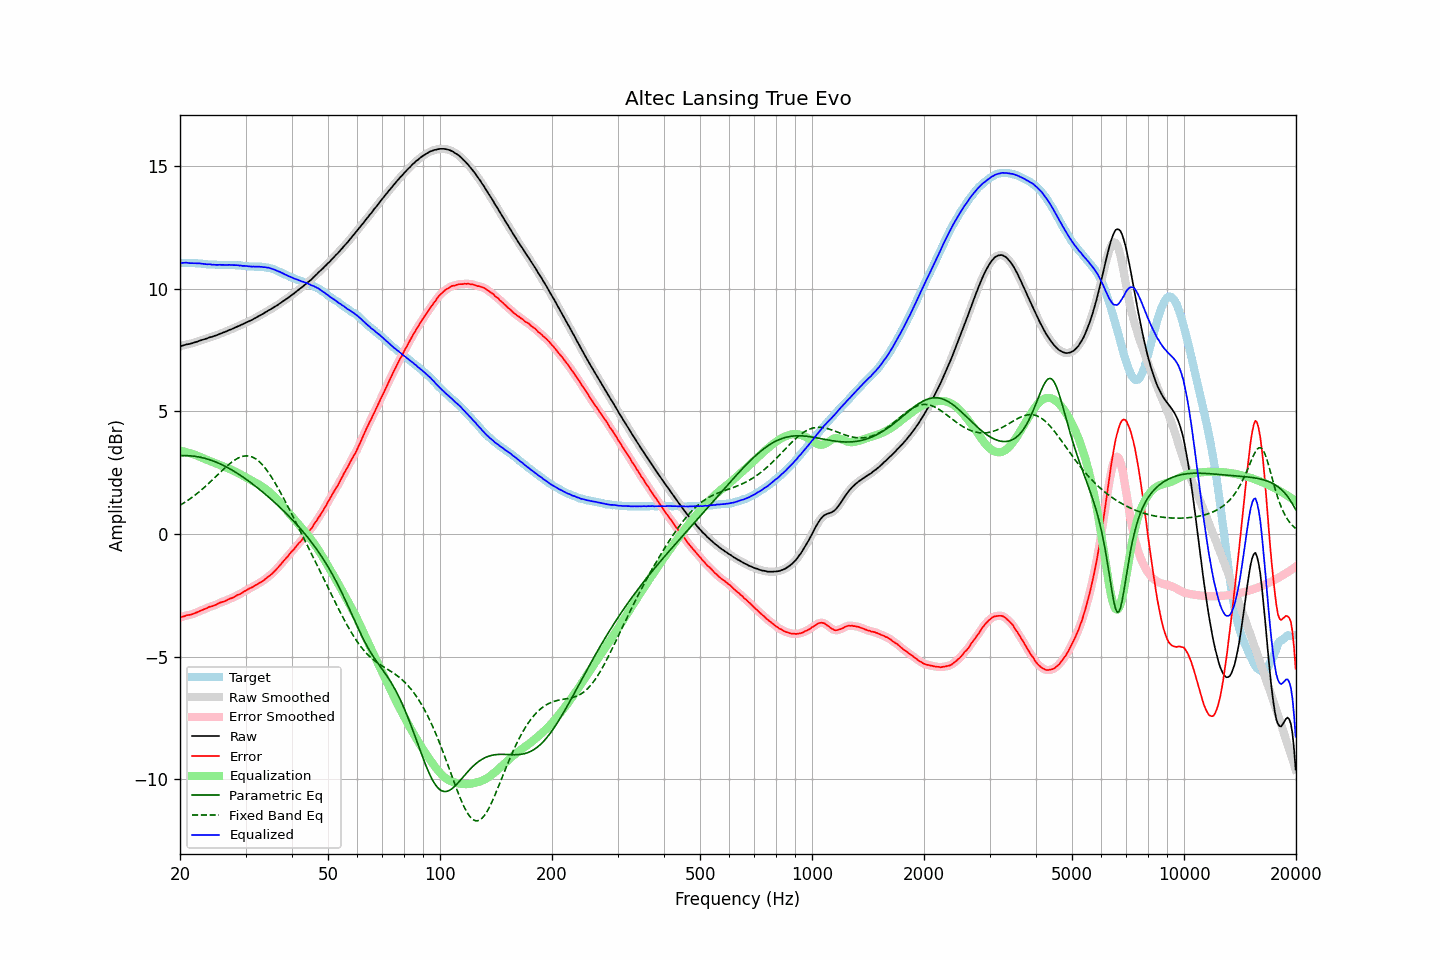 Altec Lansing True Evo
Amplitude (dBr)
15
10
5
0
−5
−10
Target
Raw Smoothed
Error Smoothed
Raw
Error
Equalization
Parametric Eq
Fixed Band Eq
Equalized
20 50 100 200 500 1000 2000 5000 10000 20000
Frequency (Hz)